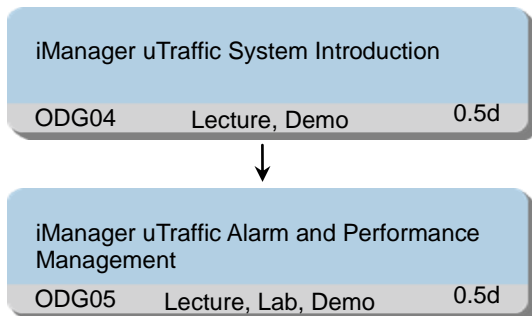 iManager uTraffic System Introduction
ODG04 Lecture, Demo 0.5d
iManager uTraffic Alarm and Performance
Management
ODG05 Lecture, Lab, Demo 0.5d